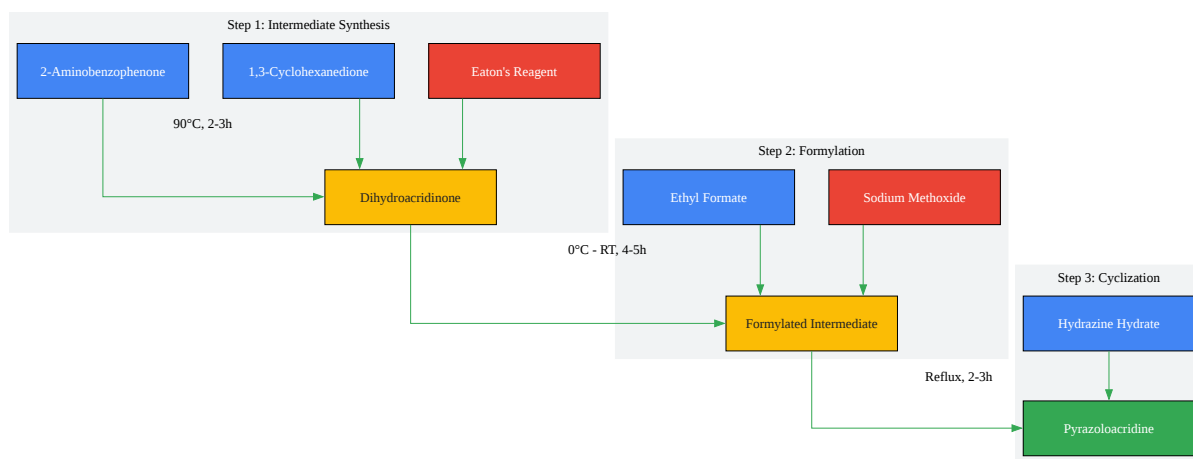 Step 1: Intermediate Synthesis
2-Aminobenzophenone
1,3-Cyclohexanedione
Eaton's Reagent
90°C, 2-3h
Dihydroacridinone
Step 2: Formylation
Ethyl Formate
Sodium Methoxide
0°C - RT, 4-5h
Formylated Intermediate
Step 3: Cyclization
Hydrazine Hydrate
Reflux, 2-3h
Pyrazoloacridine